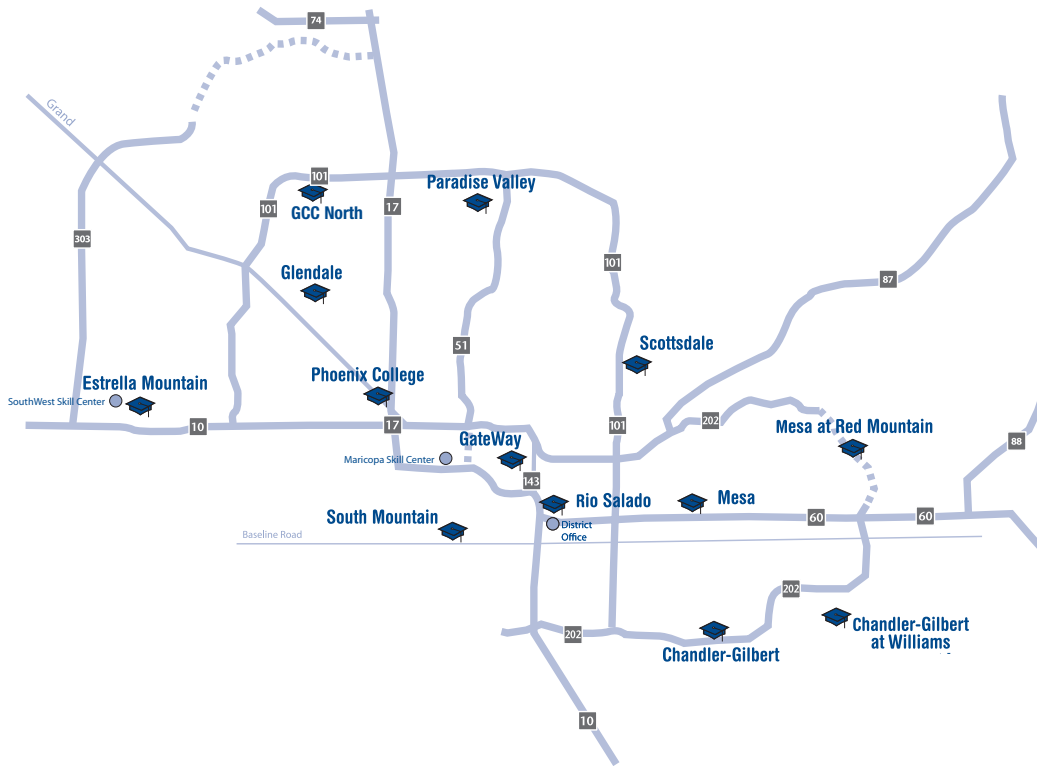 74
Grand
101
Paradise Valley
101
GCC North
17
303
101
Glendale
87
51
Scottsdale
Phoenix College
Estrella Mountain
SouthWest Skill Center
202
10
17
101
Mesa at Red Mountain
GateWay
88
Maricopa Skill Center
143
Rio Salado
Mesa
South Mountain
60
60
District
Office
Baseline Road
202
Chandler-Gilbert
at Williams
202
Chandler-Gilbert
10